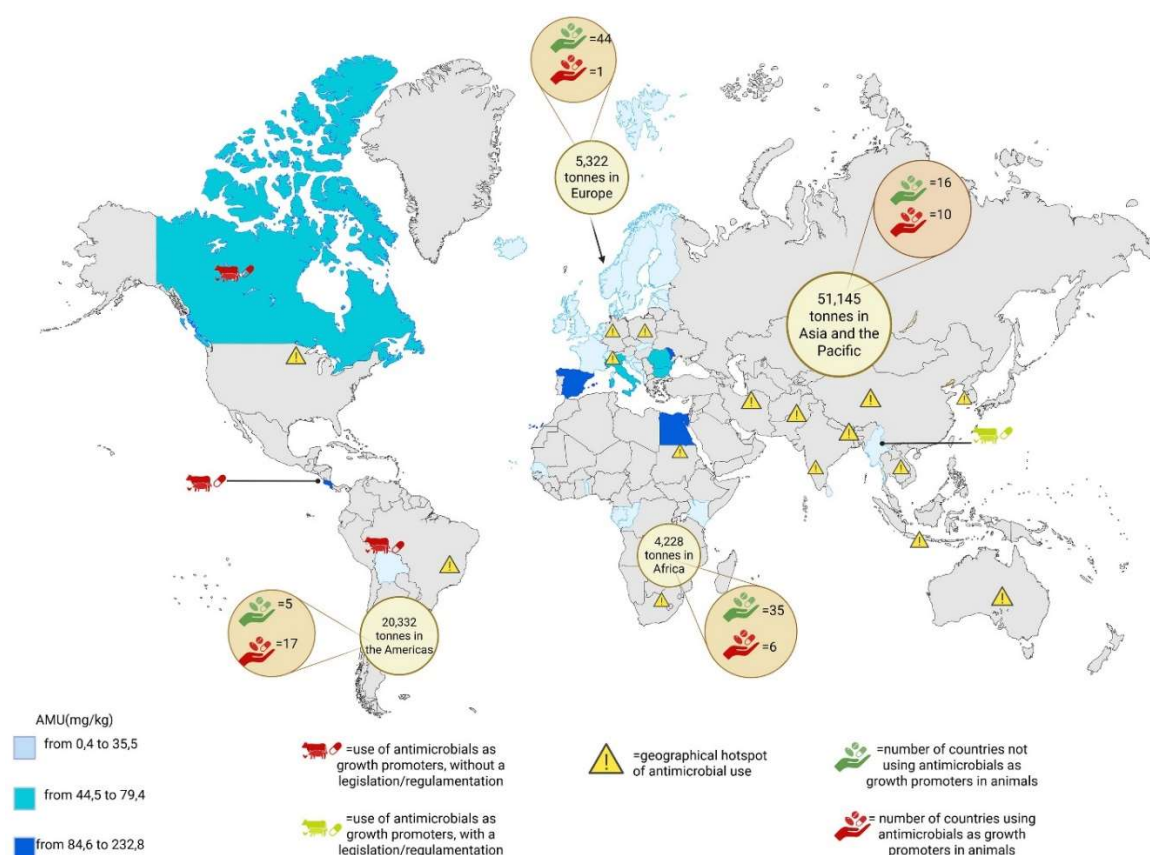 =44
=1
5,322
tonnes in
Europe
=16
=10
51,145
tonnes in
Asia and the
Pacific
4,228
tonnes in
Africa
=35
=6
=5
=17
20,332
tonnes in
the Americas
AMU(mg/kg)
from 0,4 to 35,5
from 44,5 to 79,4
from 84,6 to 232,8
=use of antimicrobials as
growth promoters, without a
legislation/regulamentation
=use of antimicrobials as
growth promoters, with a
legislation/regulamentation
=geographical hotspot
of antimicrobial use
=number of countries not
using antimicrobials as
growth promoters in animals
= number of countries using
antimicrobials as growth
promoters in animals